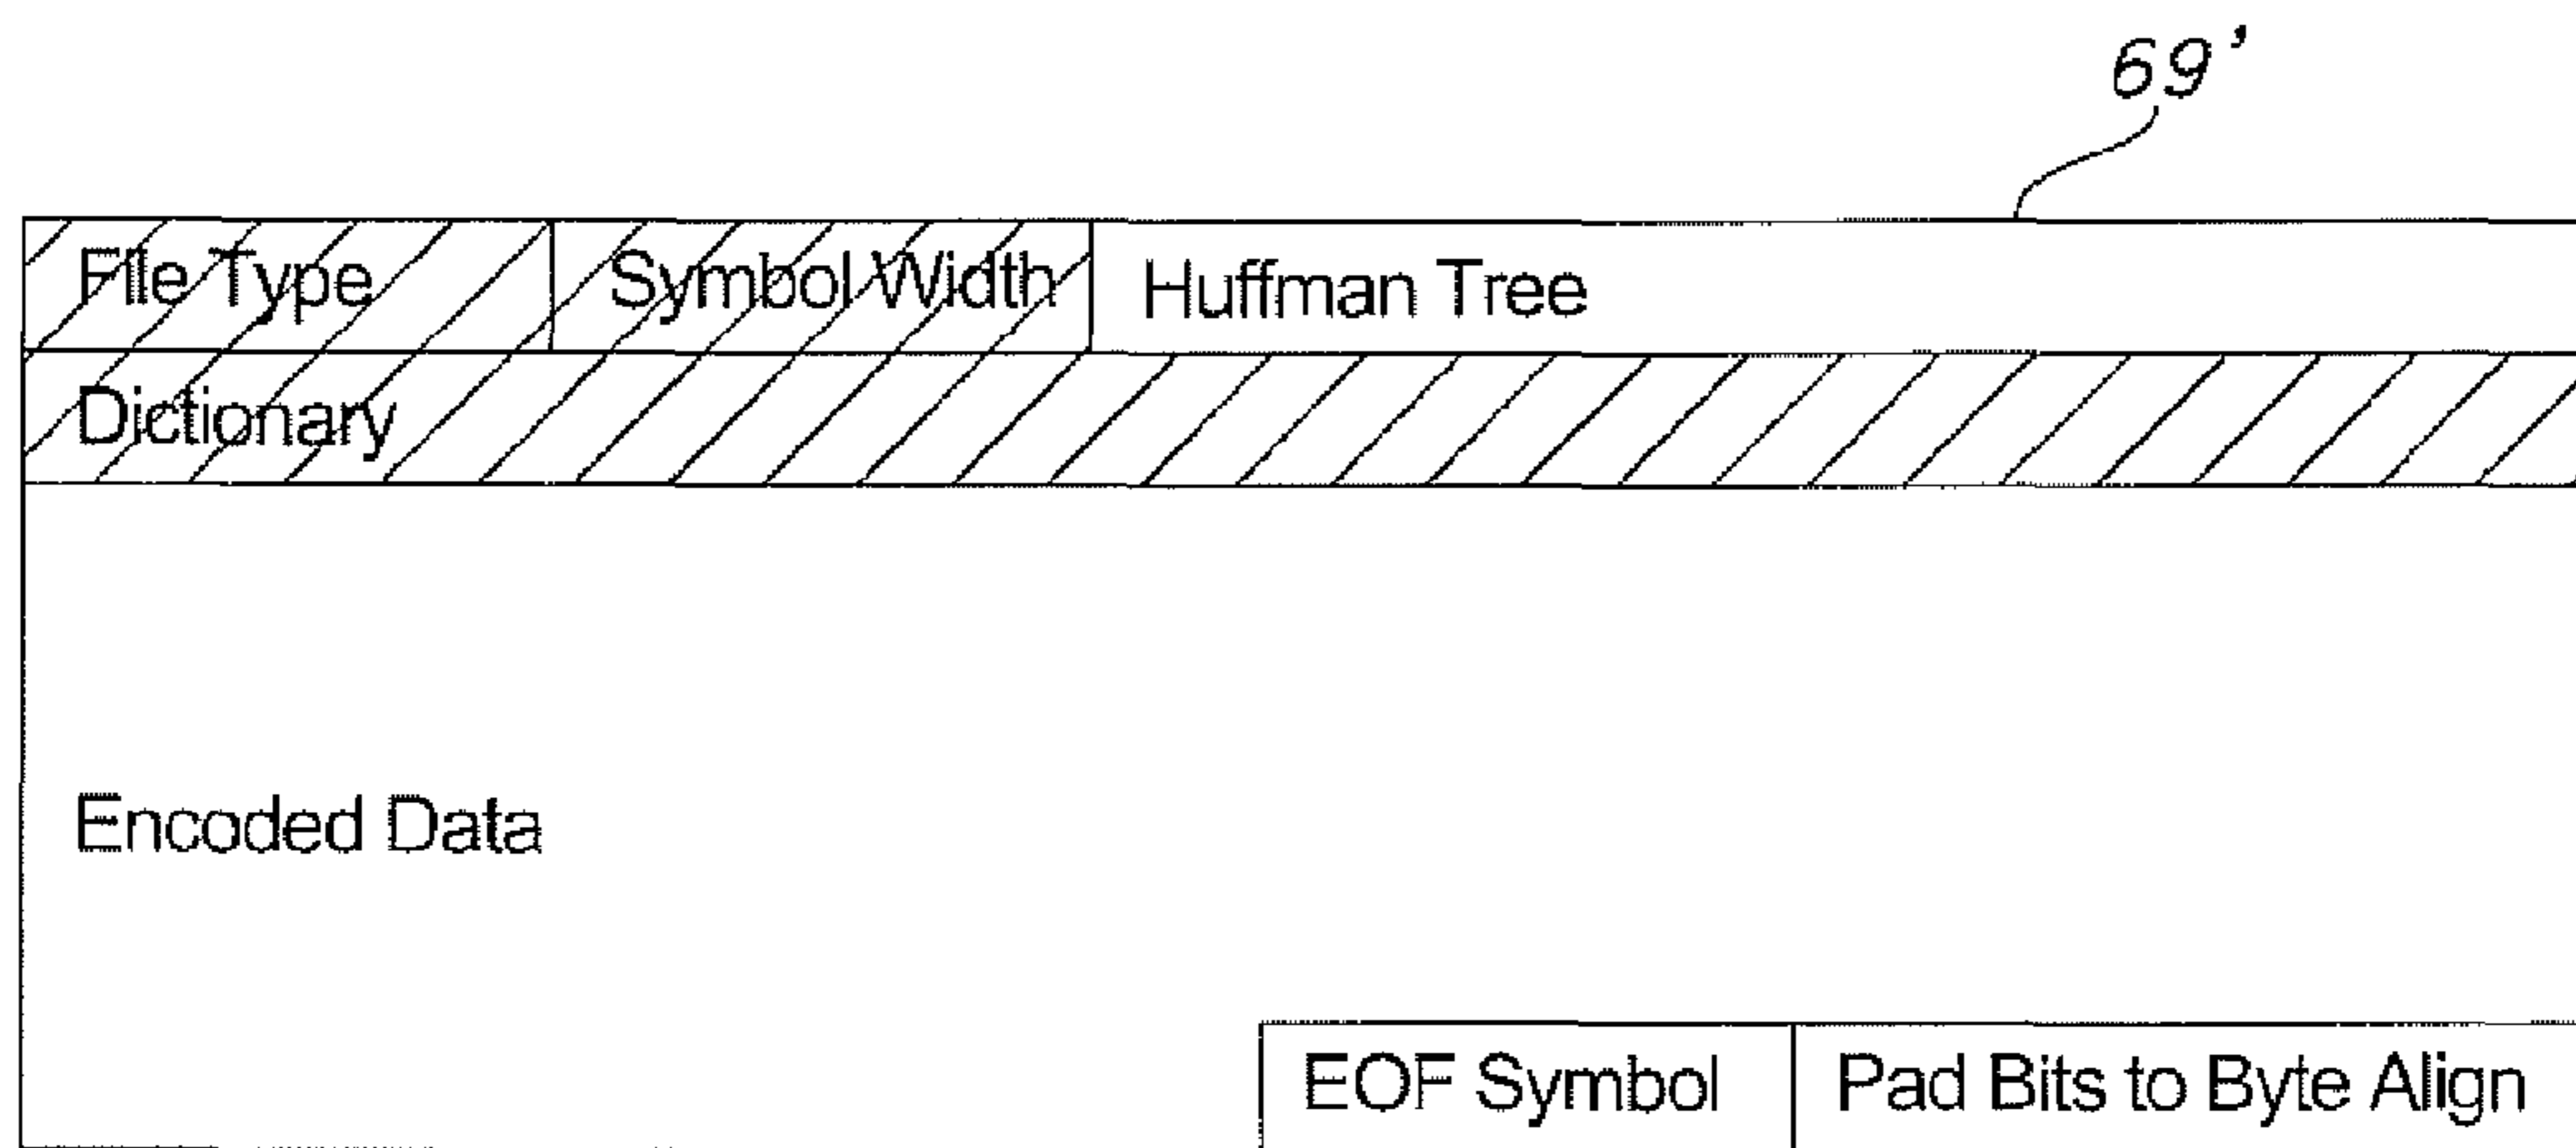 69'
File Type Symbol Width Huffman Tree
Dictionary
Encoded Data
EOF Symbol Pad Bits to Byte Align